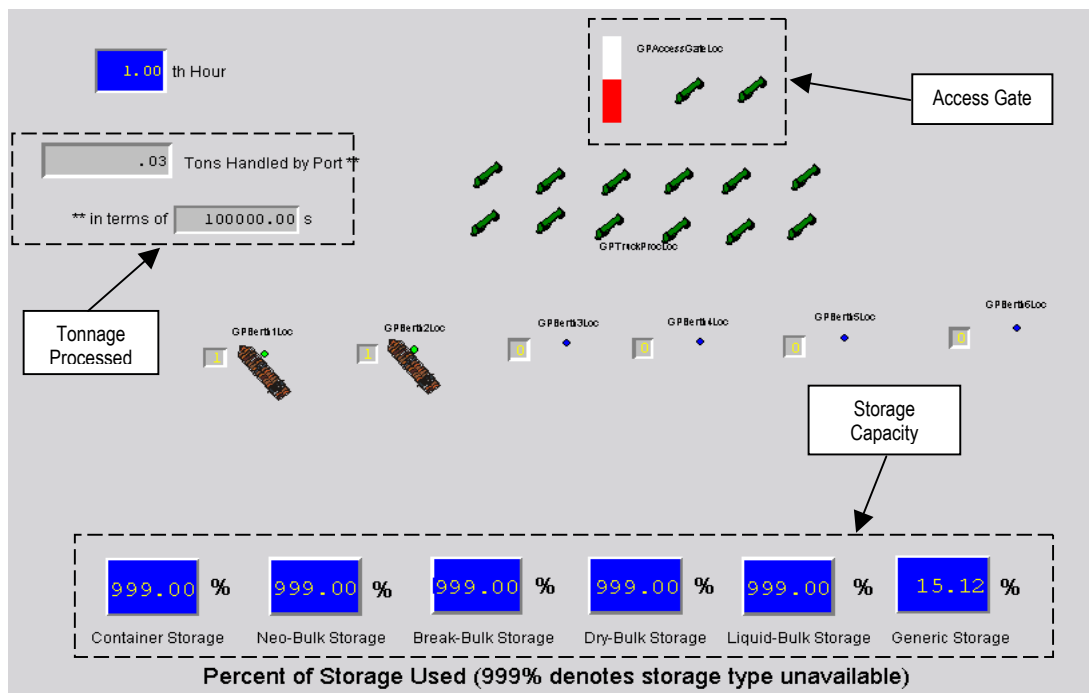 GPAccessGateLoc
1.00 th Hour
Access Gate
.03 Tons Handled by Port **
** in terms of 100000.00 s
GPTruckProcLoc
Tonnage
Processed
GPBerth1Loc
GPBerth2Loc
GPBerth3Loc
GPBerth4Loc
GPBerth5Loc
GPBerth6Loc
1
1
0
0
0
0
Storage
Capacity
999.00 %
999.00 %
999.00 %
999.00 %
999.00 %
15.12 %
Container Storage
Neo-Bulk Storage
Break-Bulk Storage
Dry-Bulk Storage
Liquid-Bulk Storage
Generic Storage
Percent of Storage Used (999% denotes storage type unavailable)